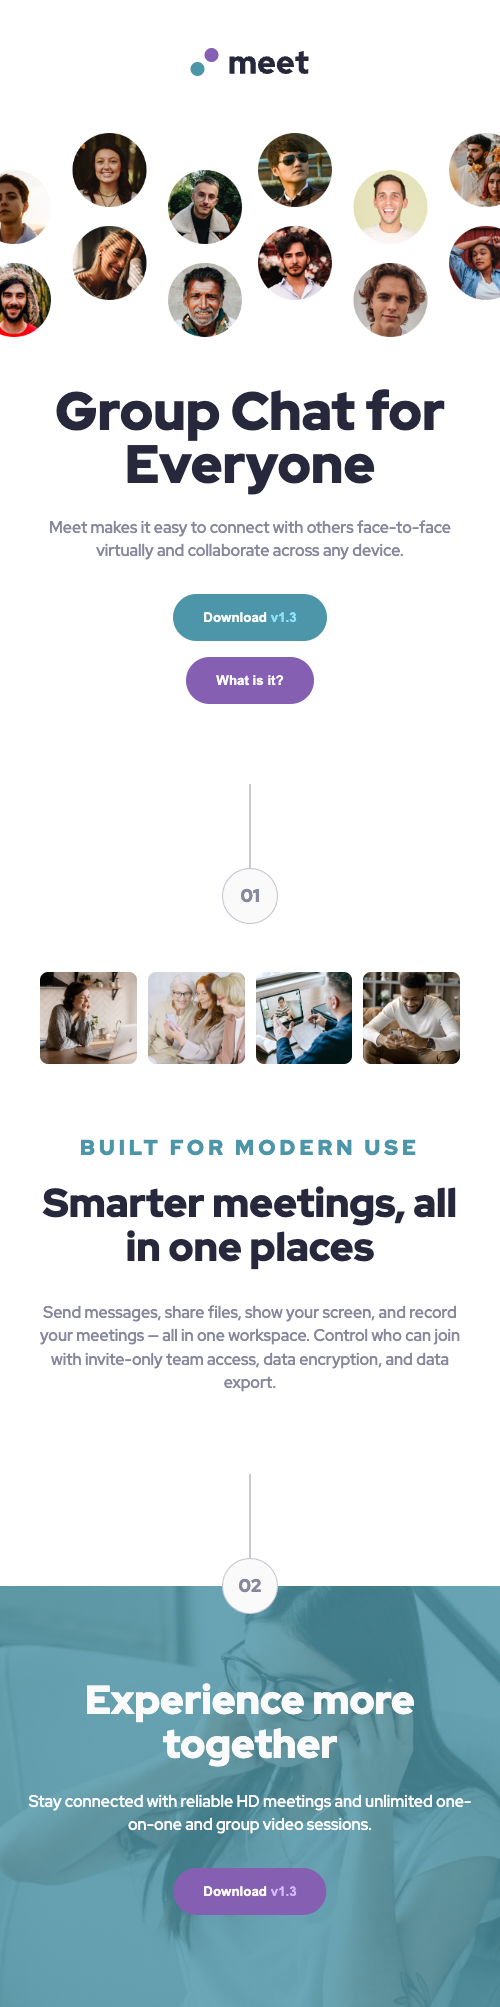 meet
Group Chat for
Everyone
Meet makes it easy to connect with others face-to-face
virtually and collaborate across any device.
Download v1.3
What is it?
01
BUILT FOR MODERN USE
Smarter meetings, all
in one places
Send messages, share files, show your screen, and record
your meetings — all in one workspace. Control who can join
with invite-only team access, data encryption, and data
export.
02
Experience more
together
Stay connected with reliable HD meetings and unlimited one-
on-one and group video sessions.
Download v1.3